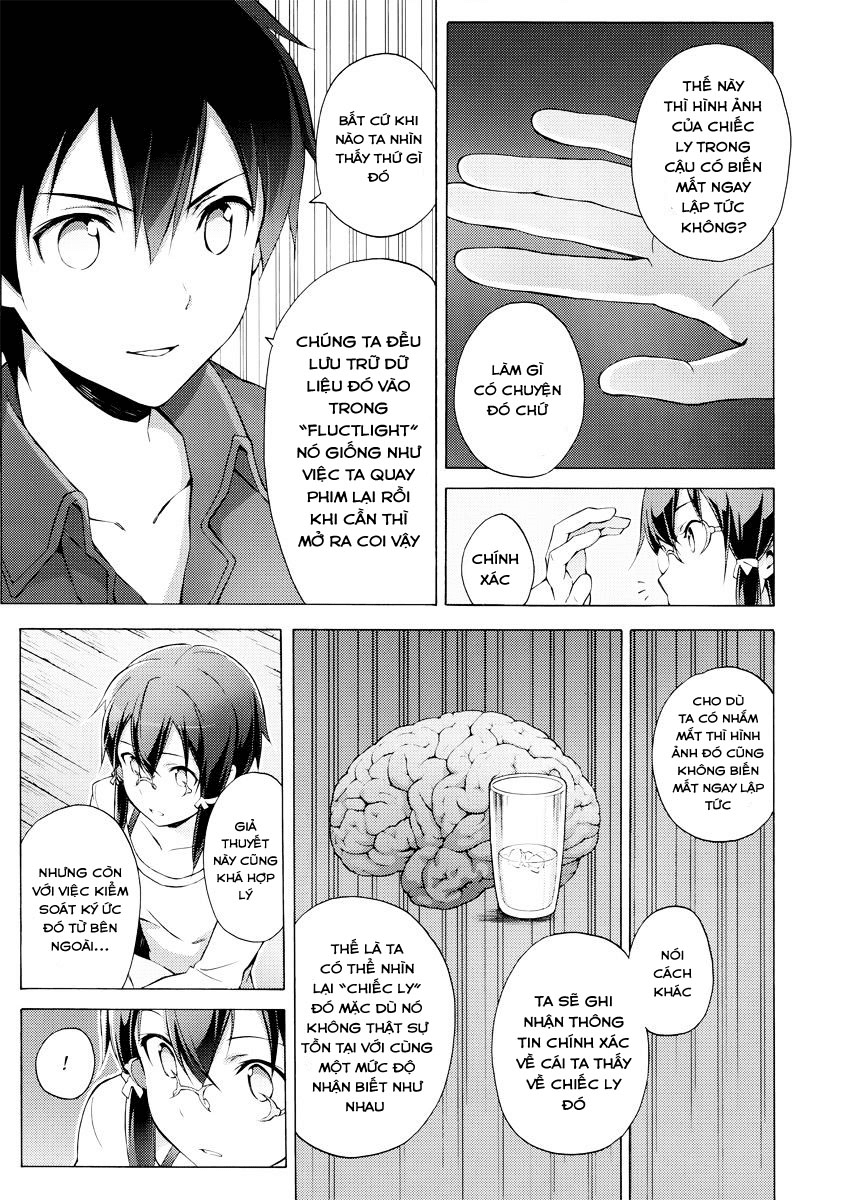 THẾ NÀY
THÌ HÌNH ẢNH
CỦA CHIẾC
LY TRONG
CẬU CÓ BIẾN
MẤT NGAY
LẬP TỨC
KHÔNG?
LÀM GÌ
CÓ CHUYỆN
ĐÓ CHỨ
CHÍNH
XÁC
BẤT CỨ KHI
NÀO TA NHÌN
THẤY THỨ GÌ
ĐÓ
CHÚNG TA ĐỀU
LƯU TRỮ DỮ
LIỆU ĐÓ VÀO
TRONG
"FLUCTLIGHT"
NÓ GIỐNG NHƯ
VIỆC TA QUAY
PHIM LẠI RỒI
KHI CẦN THÌ
MỞ RA COI VẬY
CHO DÙ
TA CÓ NHẮM
MẮT THÌ HÌNH
ẢNH ĐÓ CŨNG
KHÔNG BIẾN
MẤT NGAY LẬP
TỨC
NÓI
CÁCH
KHÁC
TA SẼ GHI
NHẬN THÔNG
TIN CHÍNH XÁC
VỀ CÁI TA THẤY
VỀ CHIẾC LY
ĐÓ
THẾ LÀ TA
CÓ THỂ NHÌN
LẠI "CHIẾC LY"
ĐÓ MẶC DÙ NÓ
KHÔNG THẬT SỰ
TỒN TẠI VỚI CÙNG
MỘT MỨC ĐỘ
NHẬN BIẾT NHƯ
NHAU
GIẢ
THUYẾT
NÀY CŨNG
KHÁ HỢP
LÝ
NHƯNG CÒN
VỚI VIỆC KIỂM
SOÁT KÝ ỨC
ĐÓ TỪ BÊN
NGOÀI...
!